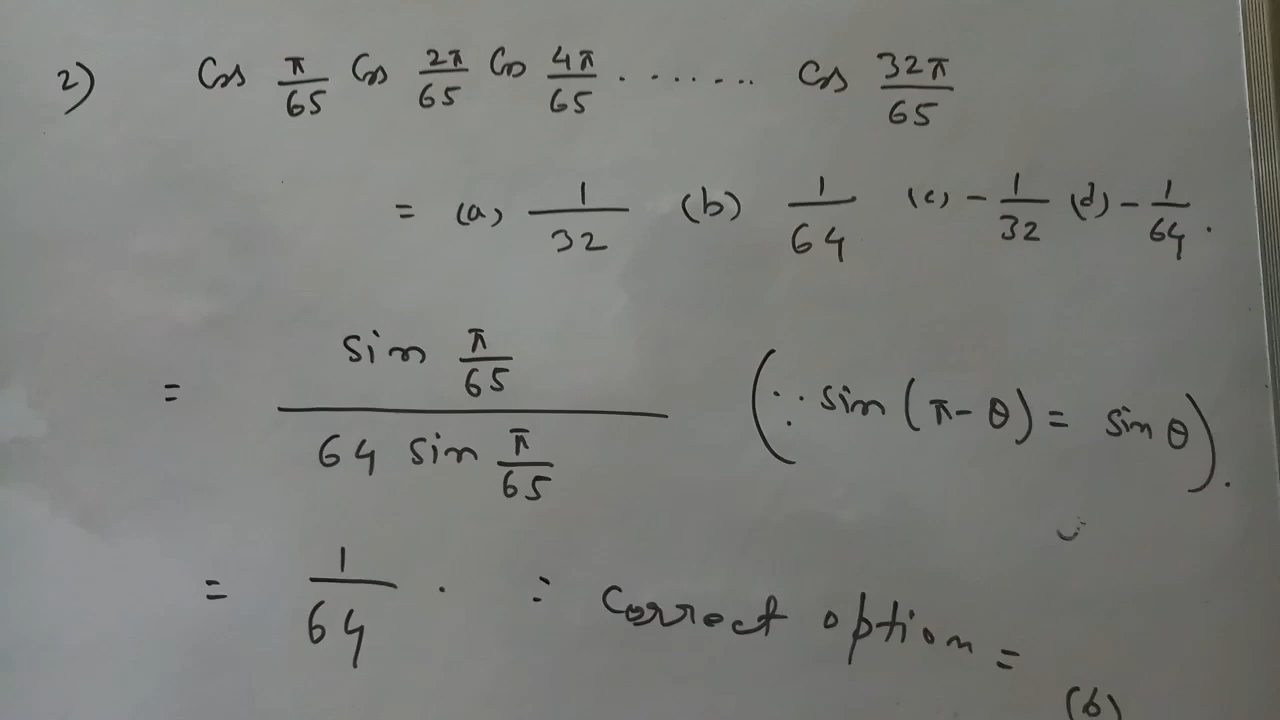 2) Cos π/65 Cos 2π/65 Cos 4π/65 ........ Cos 32π/65
= (a) 1/32 (b) 1/64 (c) -1/32 (d) -1/64.
= sin π/65 / 64 sin π/65 (∵ sin(π-θ) = sin θ).
= 1/64 . ∴ Correct option = (b)